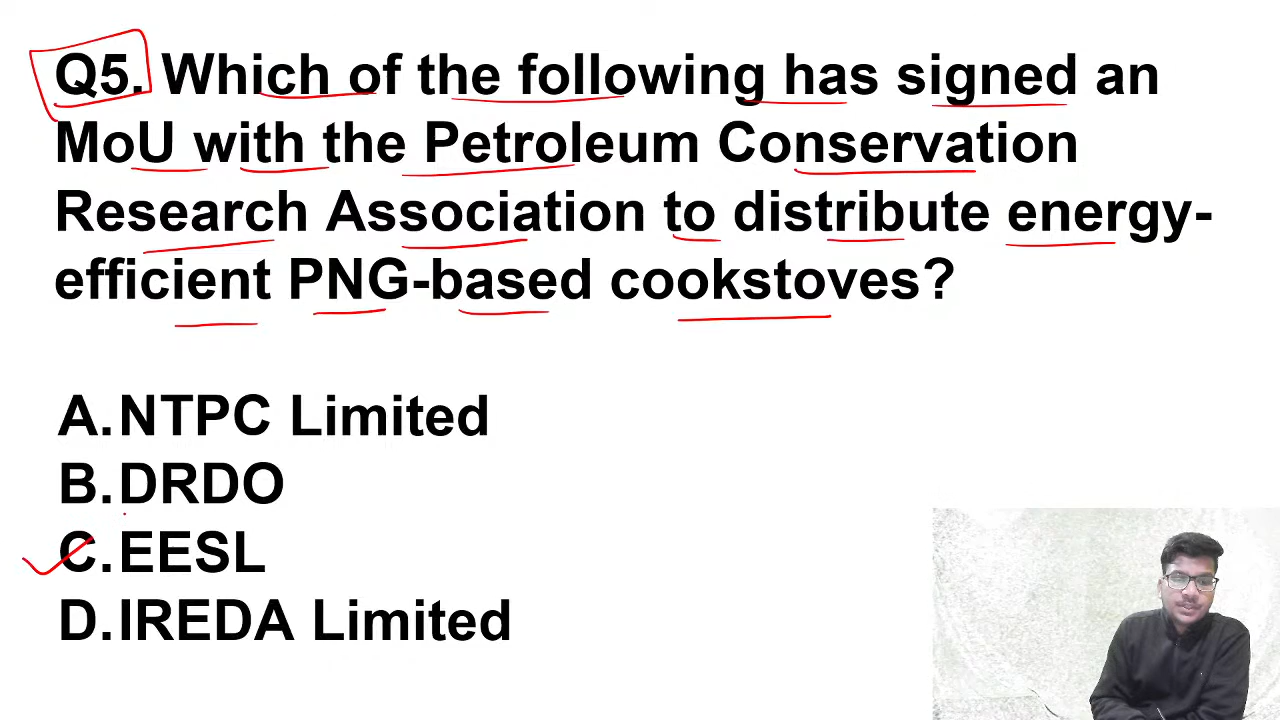 Q5. Which of the following has signed an
MoU with the Petroleum Conservation
Research Association to distribute energy-
efficient PNG-based cookstoves?
A.NTPC Limited
B.DRDO
C.EESL
D.IREDA Limited